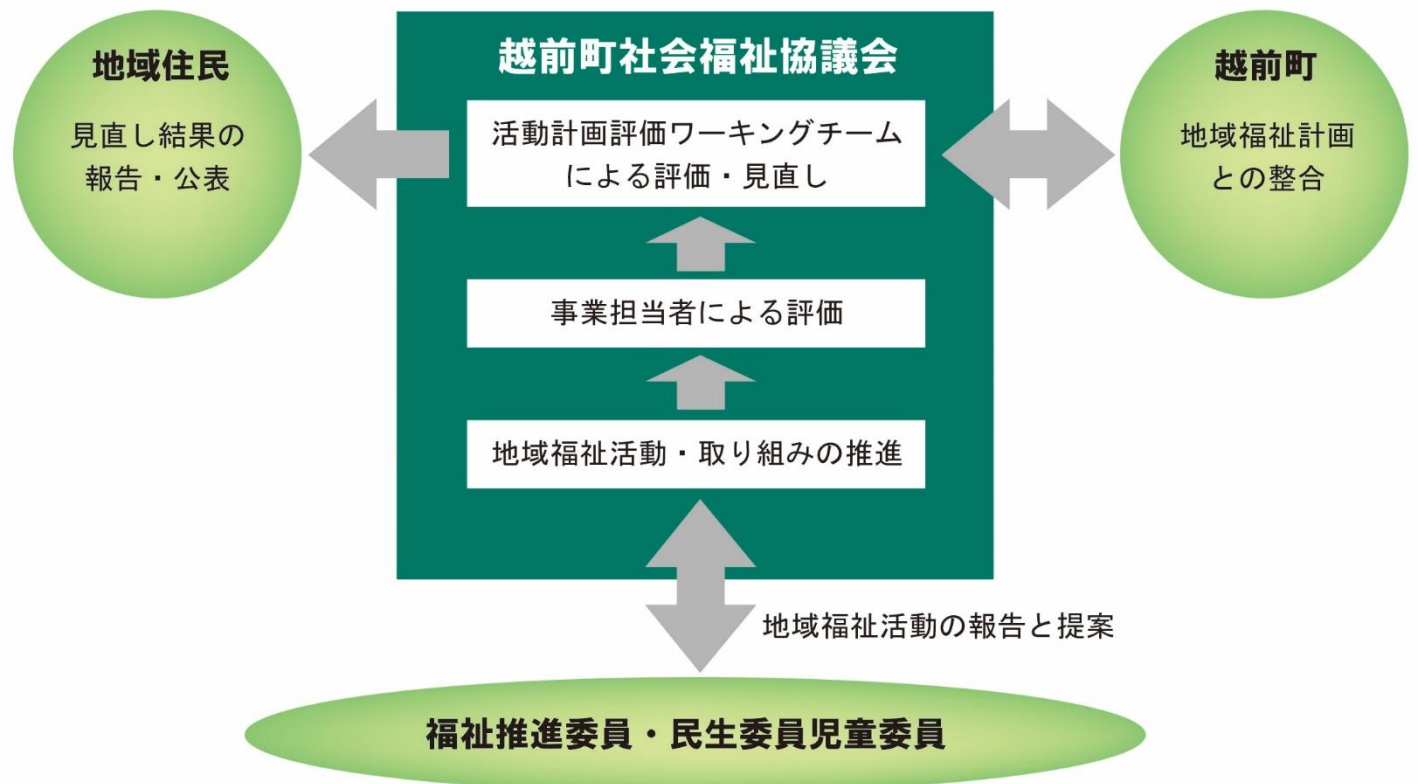 越前町社会福祉協議会
地域住民
見直し結果の
報告・公表
活動計画評価ワーキングチーム
による評価・見直し
越前町
地域福祉計画
との整合
事業担当者による評価
地域福祉活動・取り組みの推進
地域福祉活動の報告と提案
福祉推進委員・民生委員児童委員